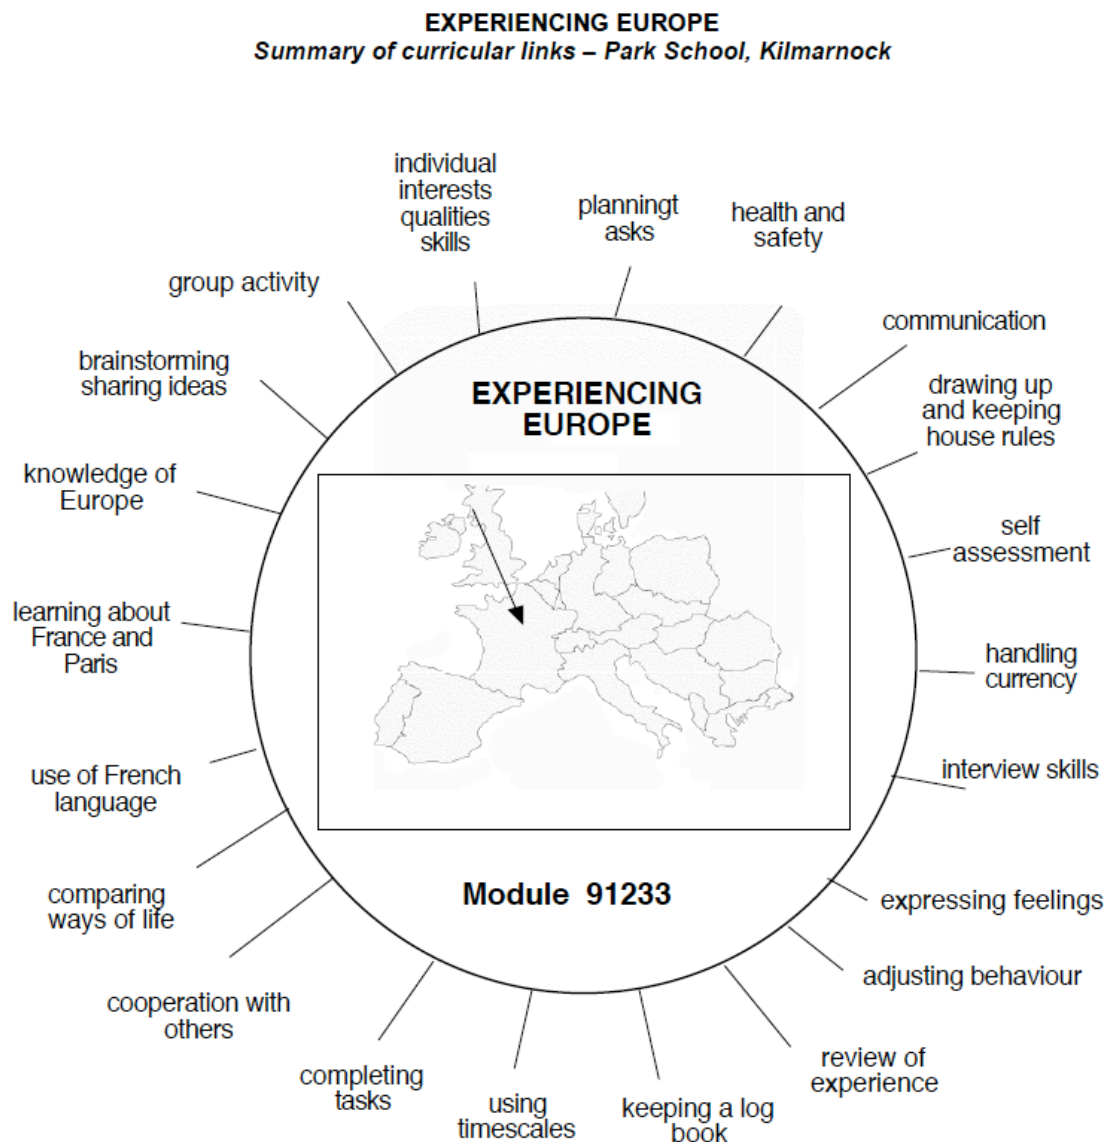 EXPERIENCING EUROPE
Summary of curricular links – Park School, Kilmarnock
individual
interests
qualities
skills
planningt
asks
health and
safety
group activity
communication
brainstorming
sharing ideas
drawing up
and keeping
house rules
EXPERIENCING
EUROPE
knowledge of
Europe
self
assessment
learning about
France and
Paris
handling
currency
use of French
language
interview skills
comparing
ways of life
Module 91233
expressing feelings
cooperation with
others
adjusting behaviour
completing
tasks
using
timescales
keeping a log
book
review of
experience